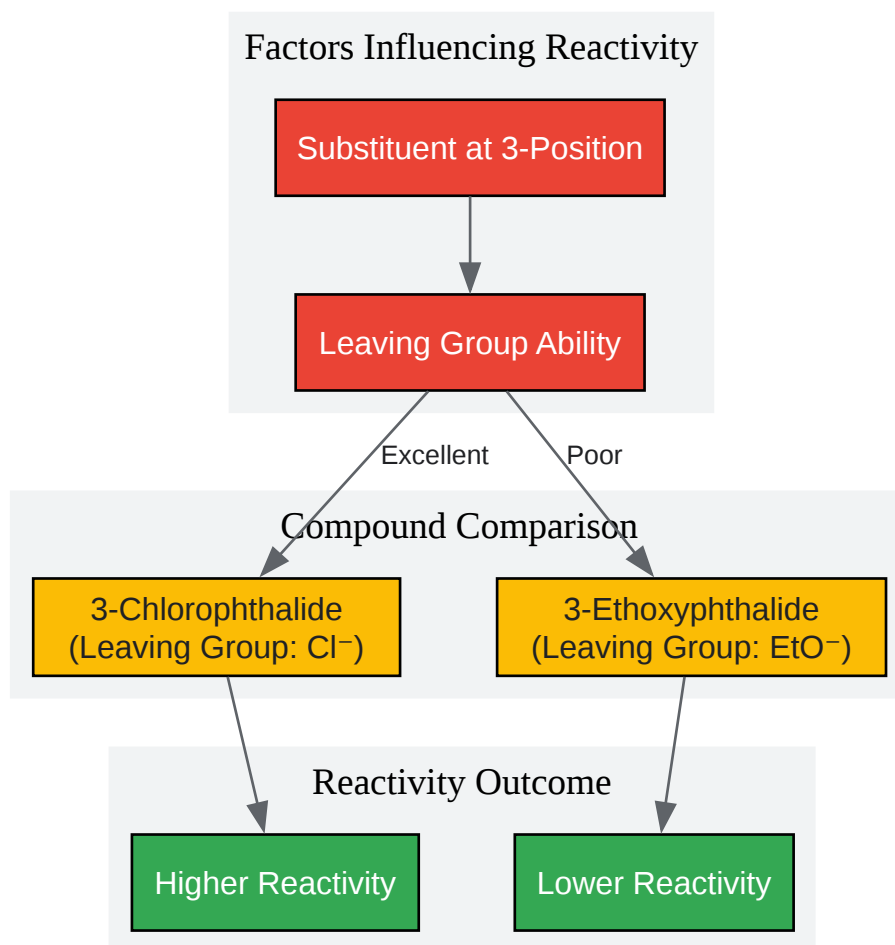 Factors Influencing Reactivity
Substituent at 3-Position
Leaving Group Ability
Excellent
Poor
Compound Comparison
3-Chlorophthalide
(Leaving Group: Cl⁻)
3-Ethoxyphthalide
(Leaving Group: EtO⁻)
Reactivity Outcome
Higher Reactivity
Lower Reactivity